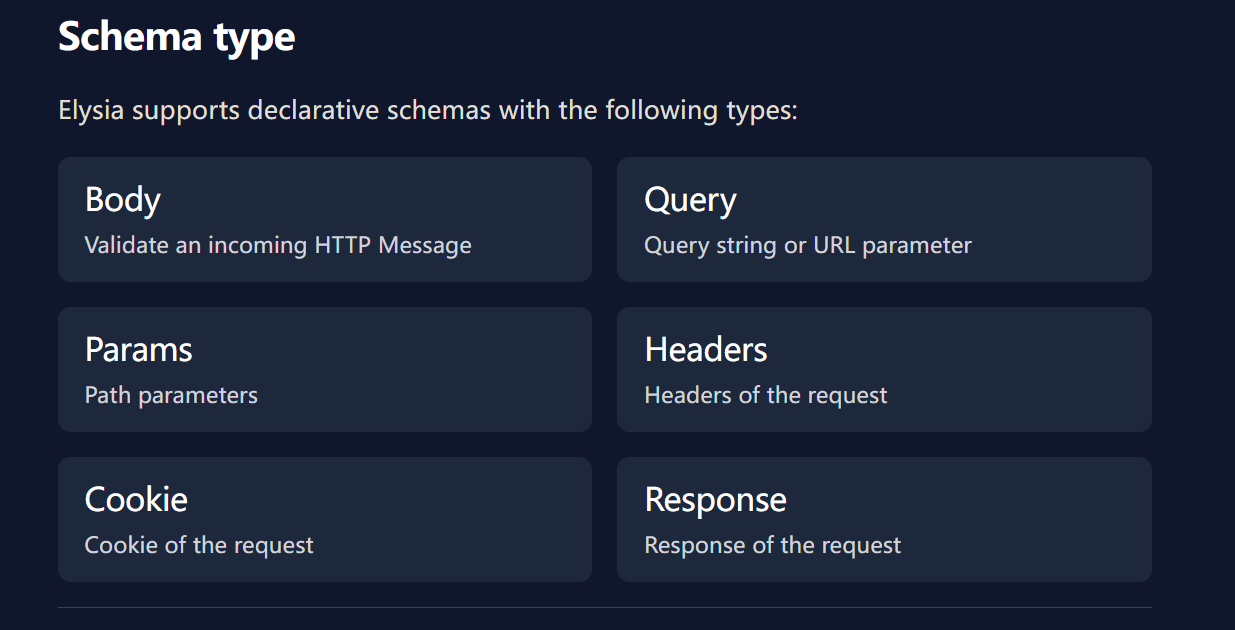 Schema type
Elysia supports declarative schemas with the following types:
Body
Validate an incoming HTTP Message
Query
Query string or URL parameter
Params
Path parameters
Headers
Headers of the request
Cookie
Cookie of the request
Response
Response of the request